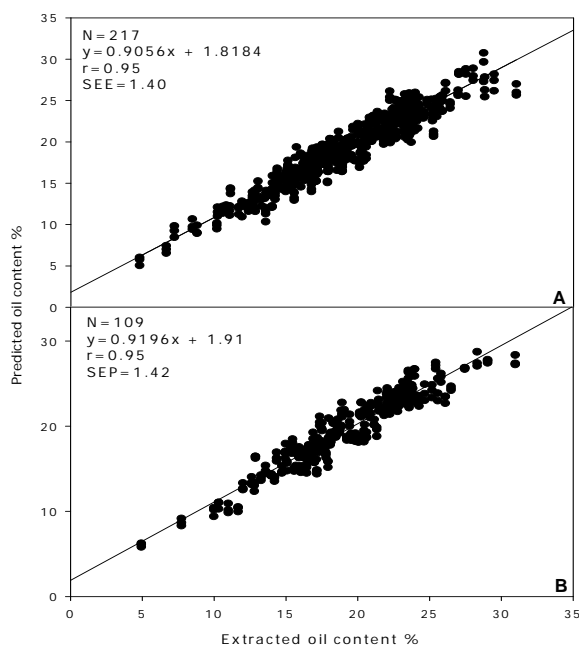 35
N=217
y=0.9056x + 1.8184
r=0.95
SEE=1.40
30
25
20
15
10
5
0
A
Predicted oil content %
N=109
y=0.9196x + 1.91
r=0.95
SEP=1.42
30
20
10
0
B
0 5 10 15 20 25 30 35
Extracted oil content %